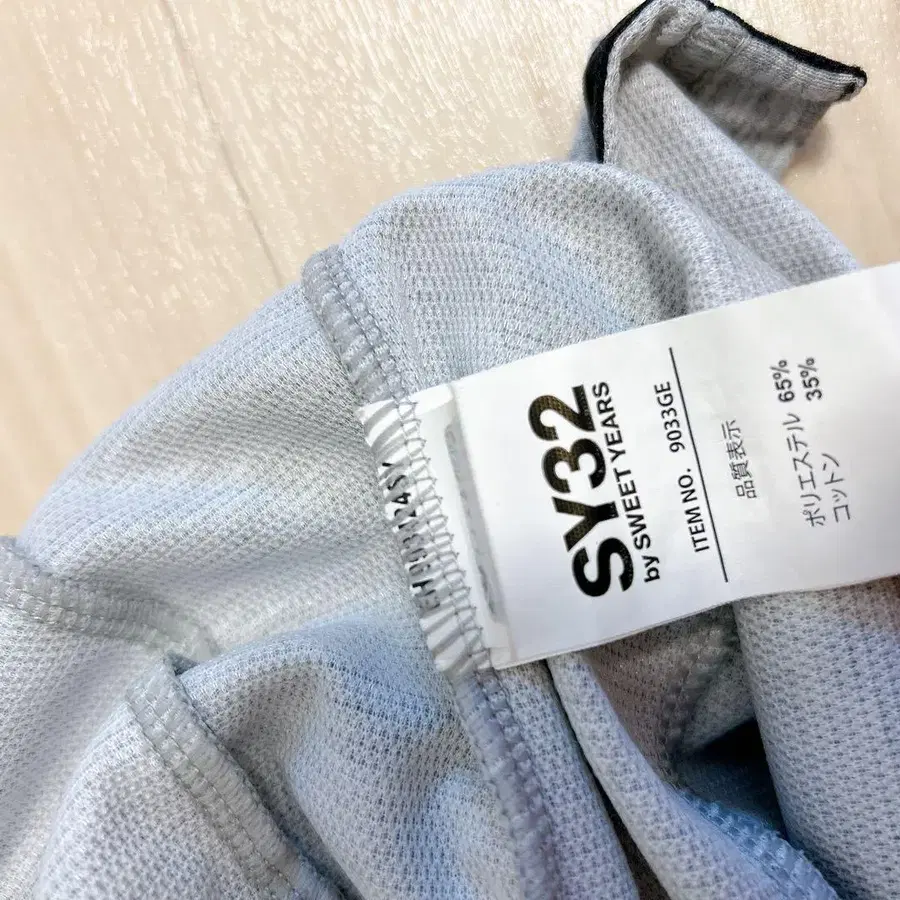 SY32
by SWEET YEARS
ITEM NO. 9033GE
品質表示
ポリエステル 65%
コットン 35%